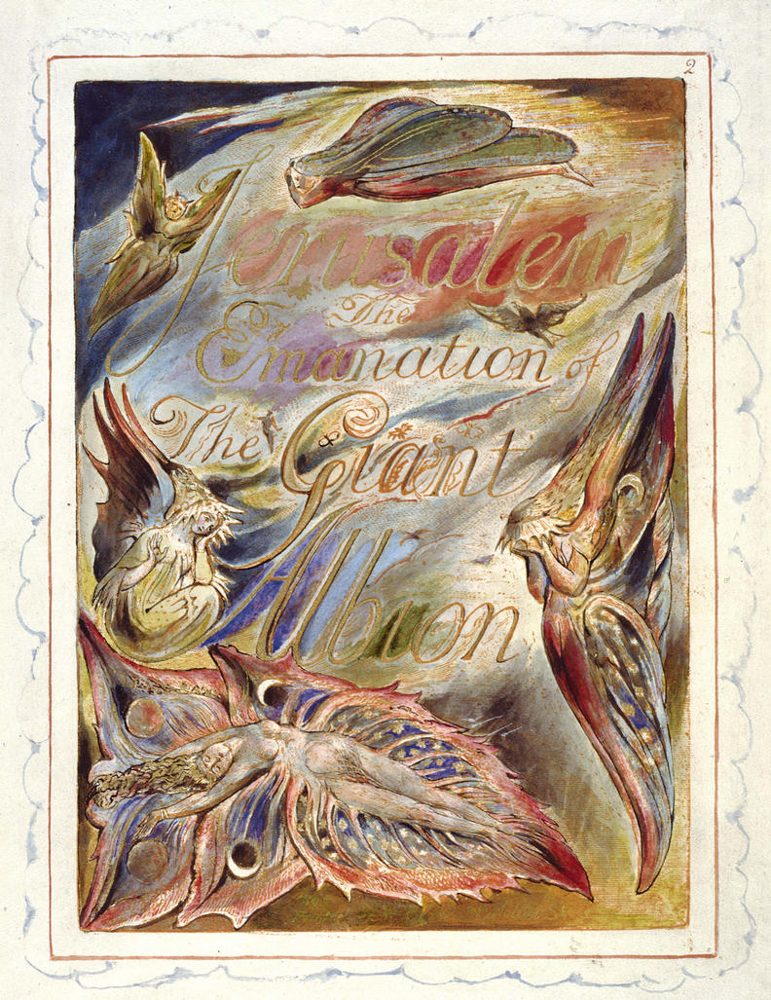 2
Jerusalem
The
Emanation of
The Giant
Albion